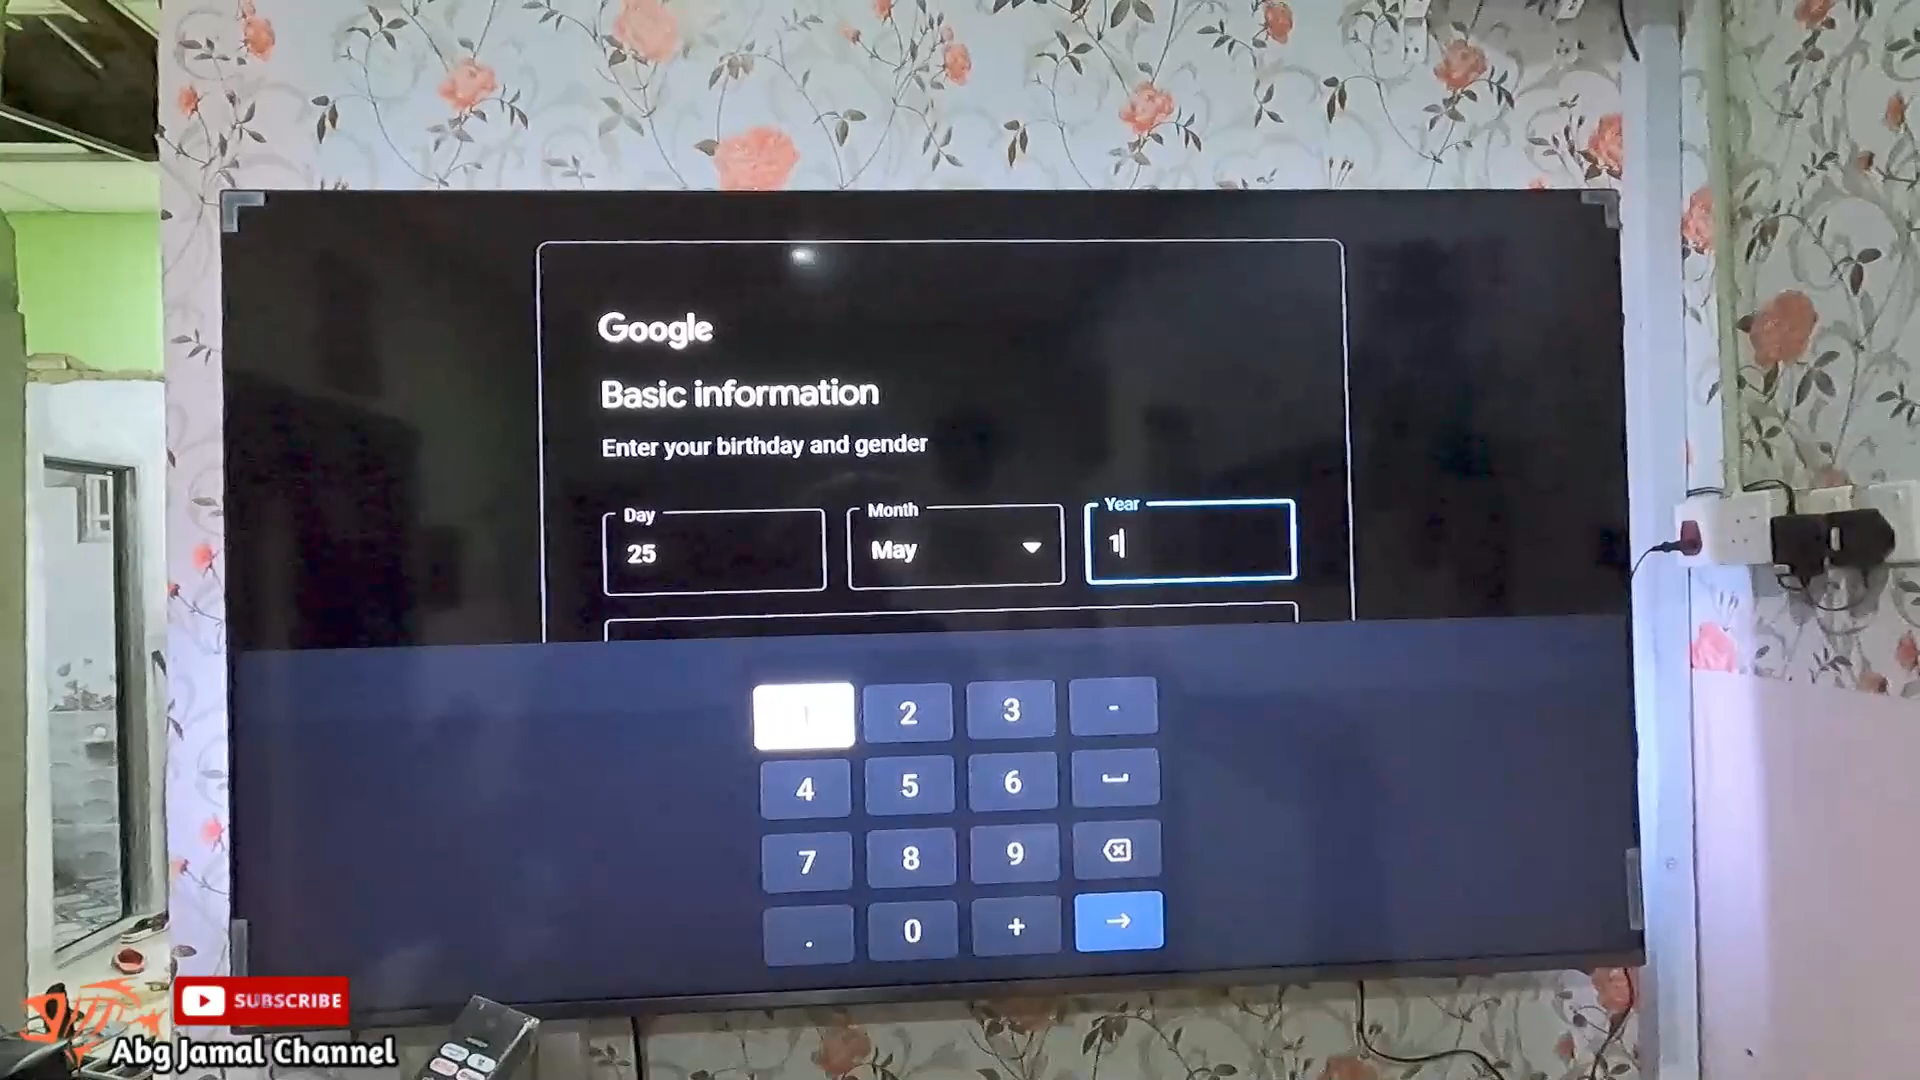 Google
Basic information
Enter your birthday and gender
Day
Month
Year
25
May
1
1
2
3
-
4
5
6
7
8
9
.
0
+
SUBSCRIBE
Abg Jamal Channel